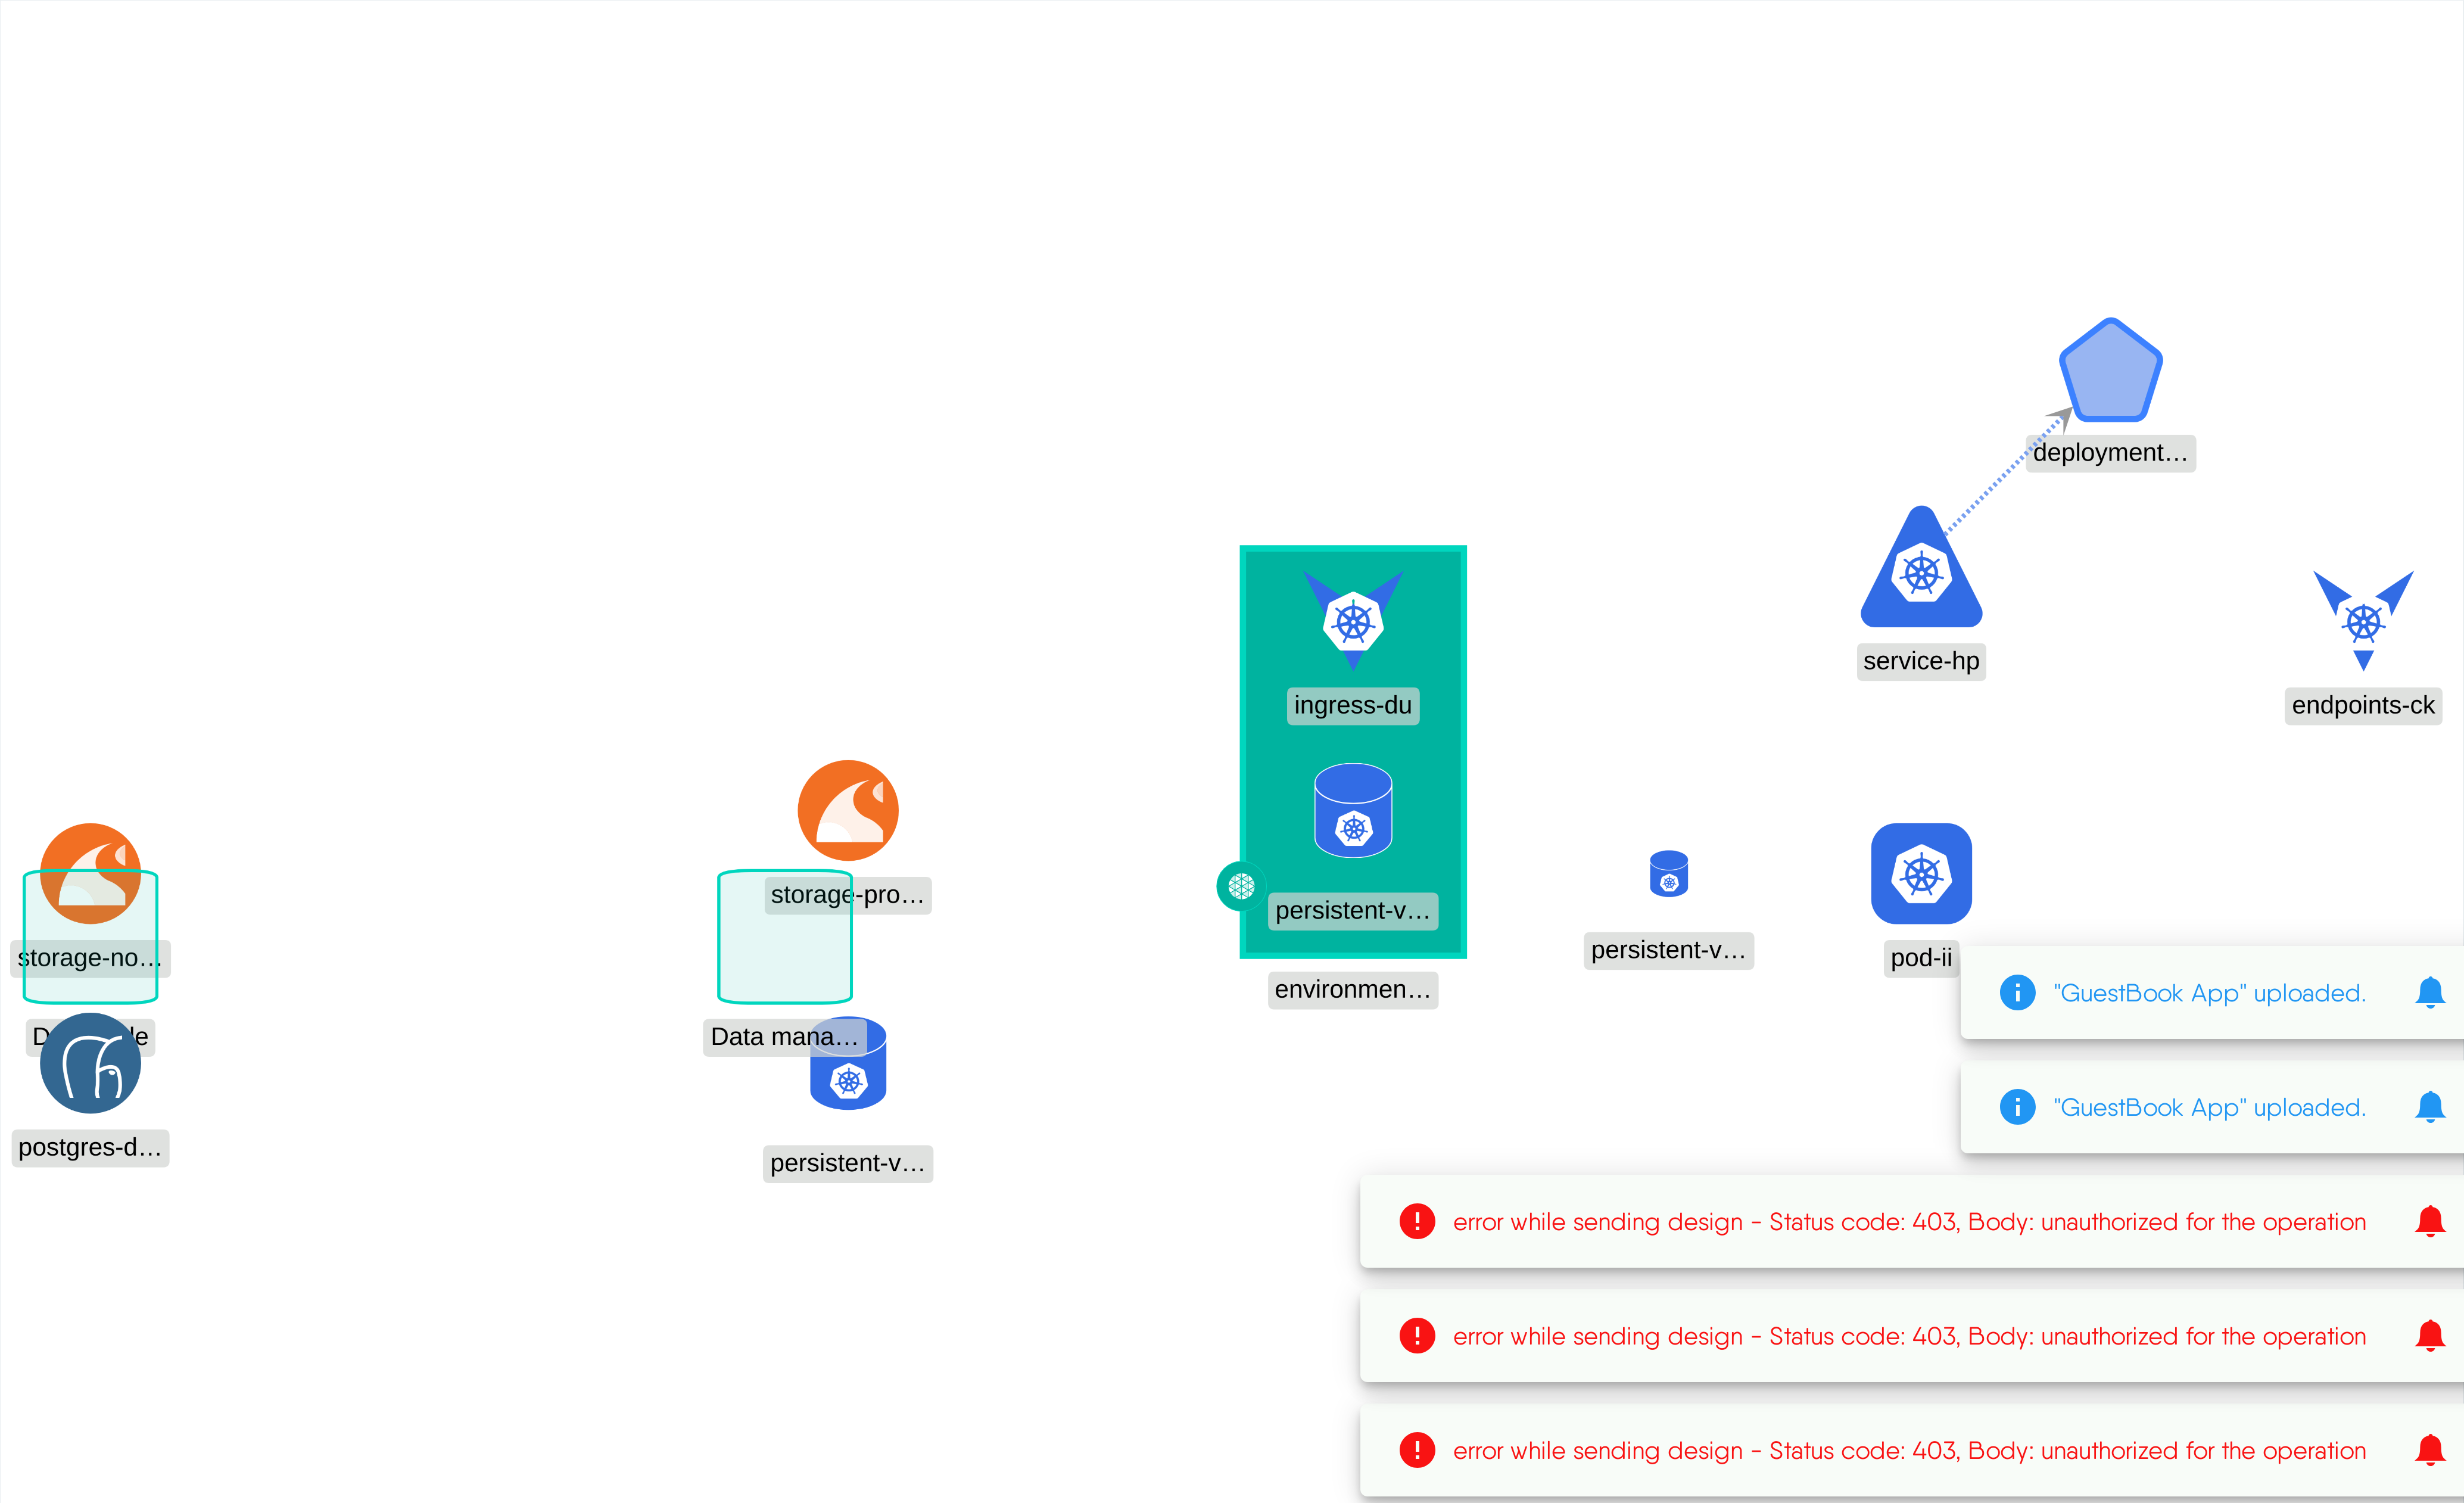 deployment…
service-hp
ingress-du
endpoints-ck
storage-pro…
persistent-v…
persistent-v…
storage-no…
pod-ii
environmen…
"GuestBook App" uploaded.
Data mana…
"GuestBook App" uploaded.
postgres-d…
persistent-v…
error while sending design - Status code: 403, Body: unauthorized for the operation
error while sending design - Status code: 403, Body: unauthorized for the operation
error while sending design - Status code: 403, Body: unauthorized for the operation